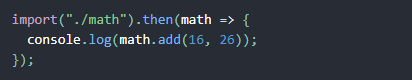 import("./math").then(math => {
  console.log(math.add(16, 26));
});